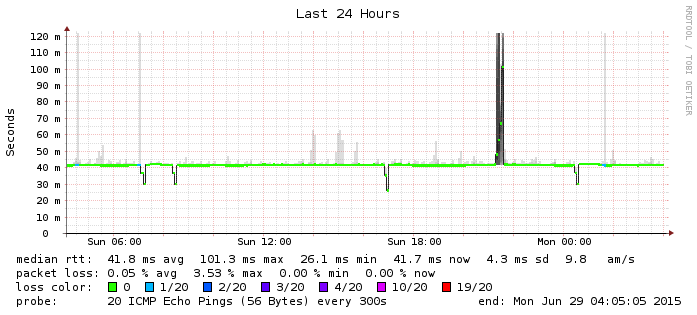 Last 24 Hours
RRDTOOL / TOBI OETIKER
Seconds
120 m
110 m
100 m
90 m
80 m
70 m
60 m
50 m
40 m
30 m
20 m
10 m
0
Sun 06:00 Sun 12:00 Sun 18:00 Mon 00:00
median rtt: 41.8 ms avg 101.3 ms max 26.1 ms min 41.7 ms now 4.3 ms sd 9.8 am/s
packet loss: 0.05 % avg 3.53 % max 0.00 % min 0.00 % now
loss color: 0 1/20 2/20 3/20 4/20 10/20 19/20
probe: 20 ICMP Echo Pings (56 Bytes) every 300s end: Mon Jun 29 04:05:05 2015